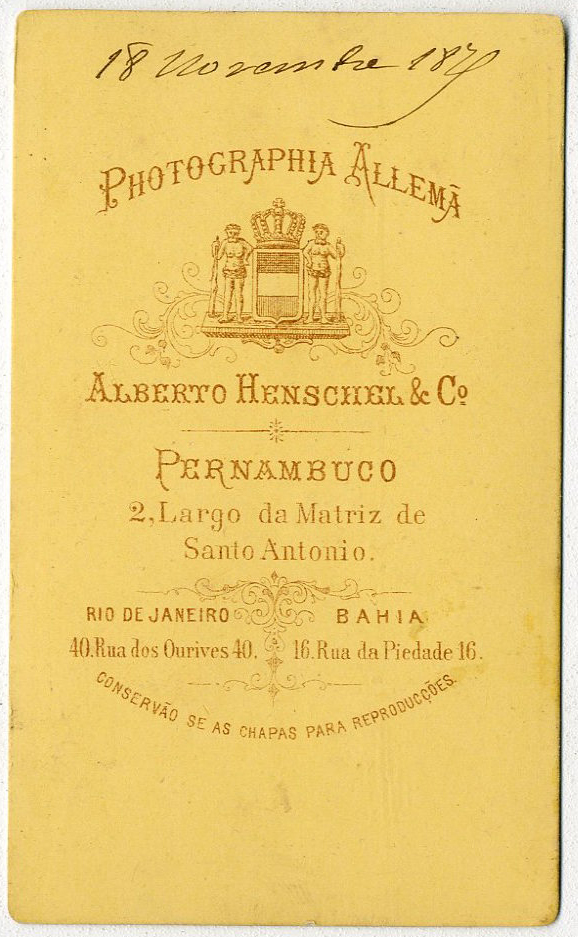 18 Novembre
PHOTOGRAPHIA ALLEMÃ
ALBERTO HENSCHEL & Cº
PERNAMBUCO
2, Largo da Matriz de
Santo Antonio.
RIO DE JANEIRO
40. Rua dos Ourives 40.
BAHIA
16. Rua da Piedade 16.
CONSERVÃO SE AS CHAPAS PARA REPRODUCÇÕES.